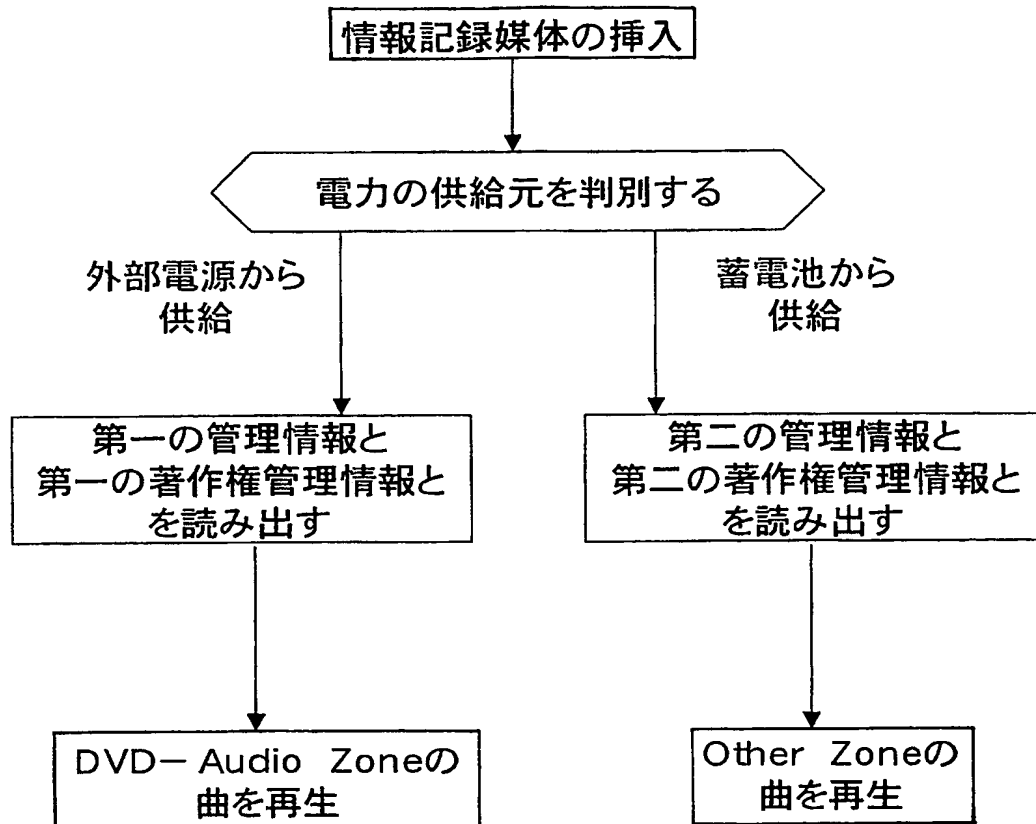 情報記録媒体の挿入
電力の供給元を判別する
外部電源から
供給
蓄電池から
供給
第一の管理情報と
第一の著作権管理情報と
を読み出す
第二の管理情報と
第二の著作権管理情報と
を読み出す
DVD－Audio Zoneの
曲を再生
Other Zoneの
曲を再生